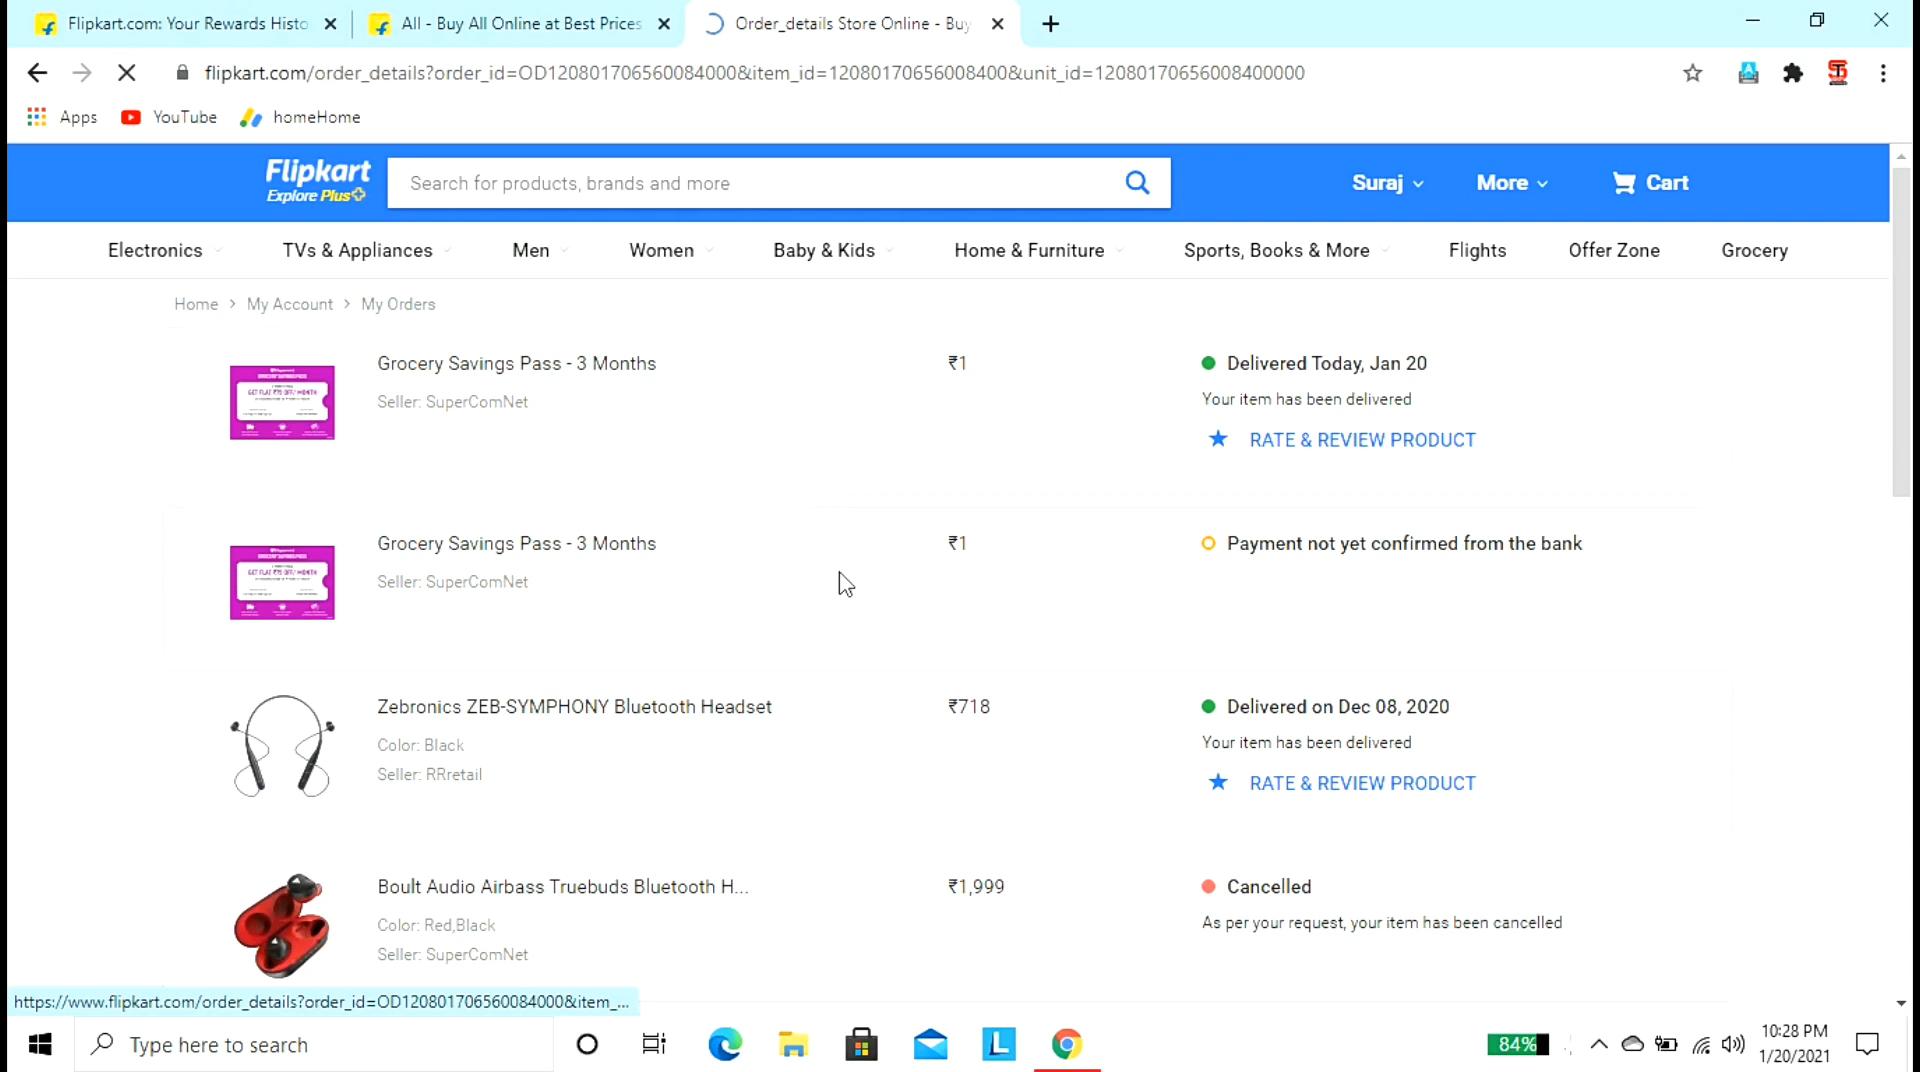 Flipkart.com: Your Rewards Histo
All - Buy All Online at Best Prices
Order_details Store Online - Buy
flipkart.com/order_details?order_id=OD120801706560084000&item_id=12080170656008400&unit_id=1208017065600840000
Apps
YouTube
homeHome
Flipkart
Explore Plus
Search for products, brands and more
Suraj
More
Cart
Electronics
TVs & Appliances
Men
Women
Baby & Kids
Home & Furniture
Sports, Books & More
Flights
Offer Zone
Grocery
Home > My Account > My Orders
Grocery Savings Pass - 3 Months
₹1
Delivered Today, Jan 20
Seller: SuperComNet
Your item has been delivered
RATE & REVIEW PRODUCT
Grocery Savings Pass - 3 Months
₹1
Payment not yet confirmed from the bank
Seller: SuperComNet
Zebronics ZEB-SYMPHONY Bluetooth Headset
₹718
Delivered on Dec 08, 2020
Color: Black
Your item has been delivered
Seller: RRretail
RATE & REVIEW PRODUCT
Boult Audio Airbass Truebuds Bluetooth H...
₹1,999
Cancelled
Color: Red,Black
As per your request, your item has been cancelled
Seller: SuperComNet
https://www.flipkart.com/order_details?order_id=OD120801706560084000&item_...
Type here to search
84%
10:28 PM
1/20/2021